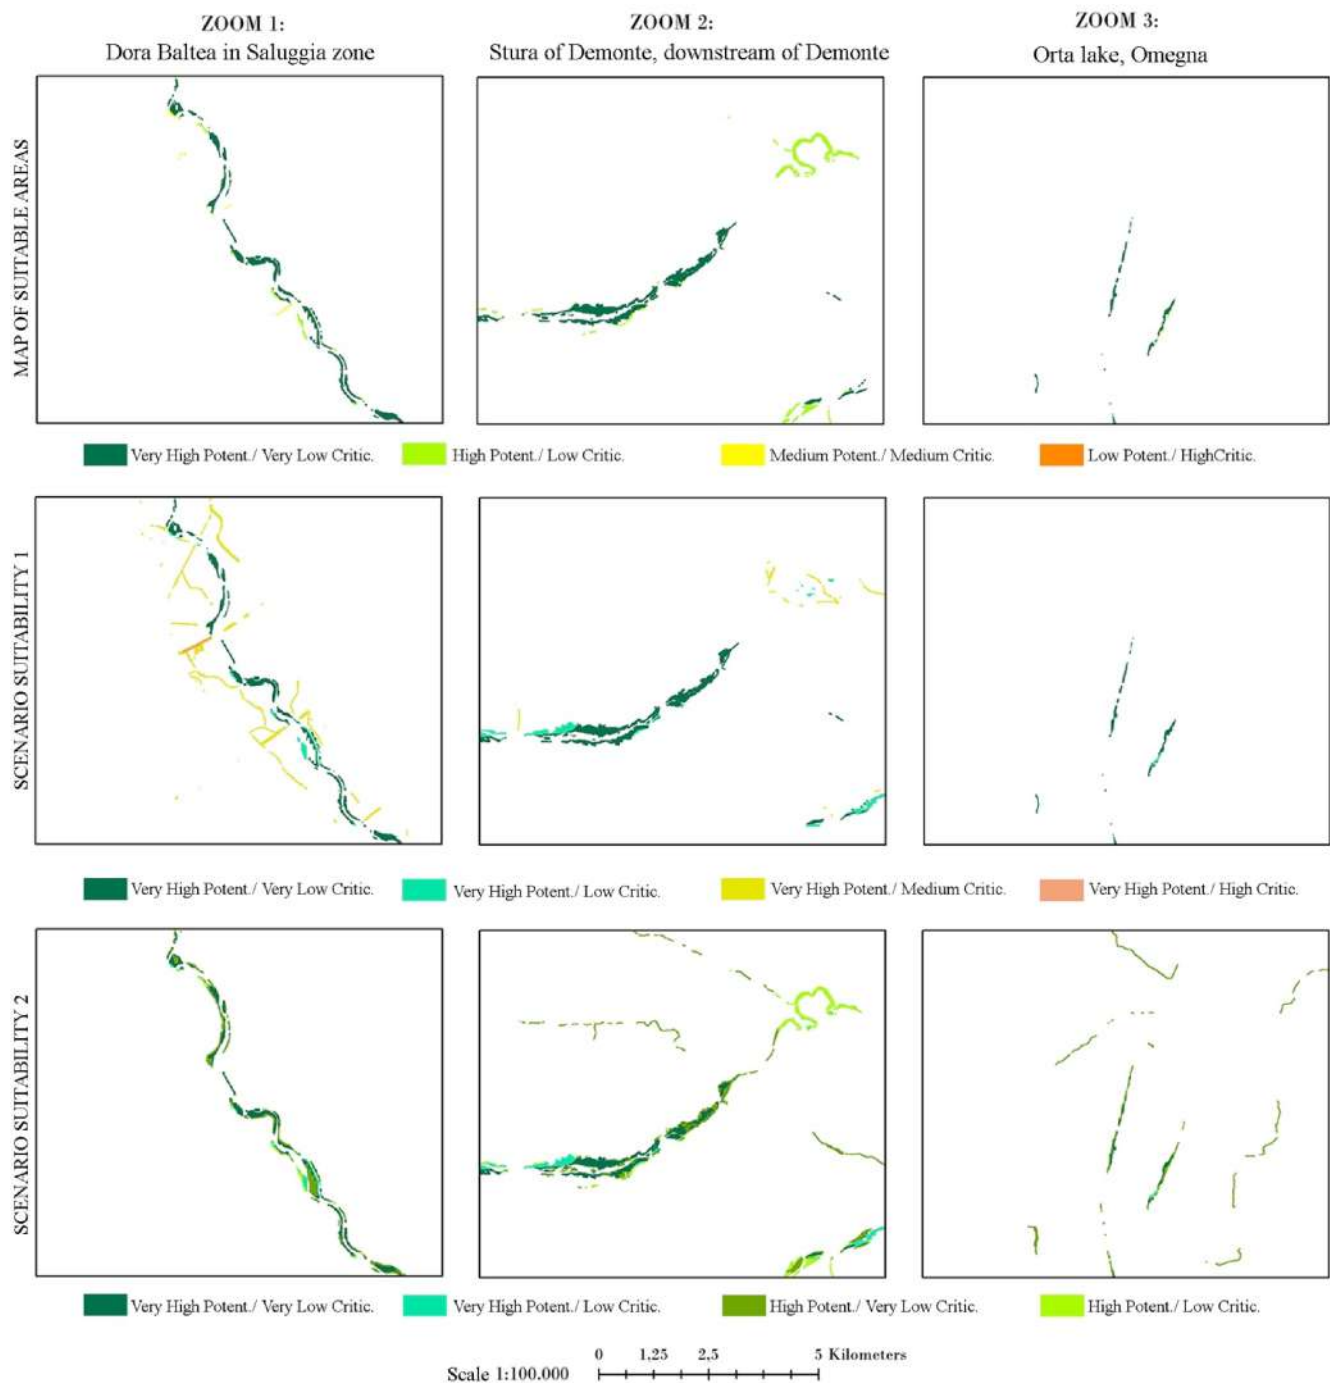 ZOOM 1:
Dora Baltea in Saluggia zone
ZOOM 2:
Stura of Demonte, downstream of Demonte
ZOOM 3:
Orta lake, Omegna
MAP OF SUITABLE AREAS
Very High Potent./ Very Low Critic.
High Potent./ Low Critic.
Medium Potent./ Medium Critic.
Low Potent./ HighCritic.
SCENARIO SUITABILITY 1
Very High Potent./ Very Low Critic.
Very High Potent./ Low Critic.
Very High Potent./ Medium Critic.
Very High Potent./ High Critic.
SCENARIO SUITABILITY 2
Very High Potent./ Very Low Critic.
Very High Potent./ Low Critic.
High Potent./ Very Low Critic.
High Potent./ Low Critic.
Scale 1:100.000
0 1,25 2,5 5 Kilometers